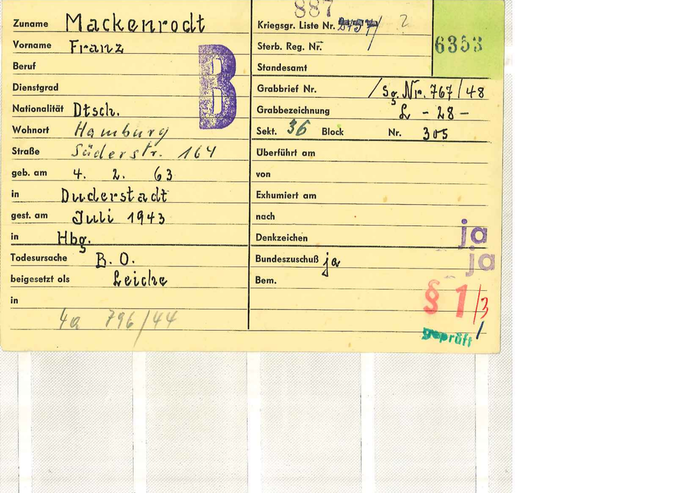 Zuname Mackenrodt
Vorname Franz
Beruf
Dienstgrad
Nationalität Dtsch.
Wohnort Hamburg
Straße Süderstr. 164
geb. am 4. 2. 63
in Duderstadt
gest. am Juli 1943
in Hbg.
Todesursache B. O.
beigesetzt als Leiche
in
4a 796/44
B
887
Kriegsgr. Liste Nr. 2
Sterb. Reg. Nr.
Standesamt
6353
Grabbrief Nr. /Sg. Nr. 767/48
Grabbezeichnung L - 28 -
Sekt. 36 Block Nr. 305
Überführt am
von
Exhumiert am
nach
Denkzeichen ja
Bundeszuschuß ja ja
Bem.
§ 1/3
geprüft